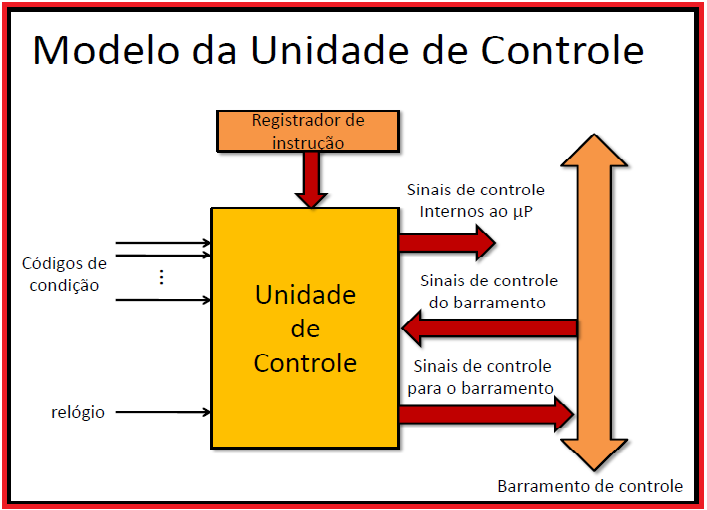 Modelo da Unidade de Controle
Registrador de
instrução
Sinais de controle
Internos ao μP
Códigos de
condição
...
Sinais de controle
do barramento
Unidade
de
Controle
Sinais de controle
para o barramento
relógio
Barramento de controle